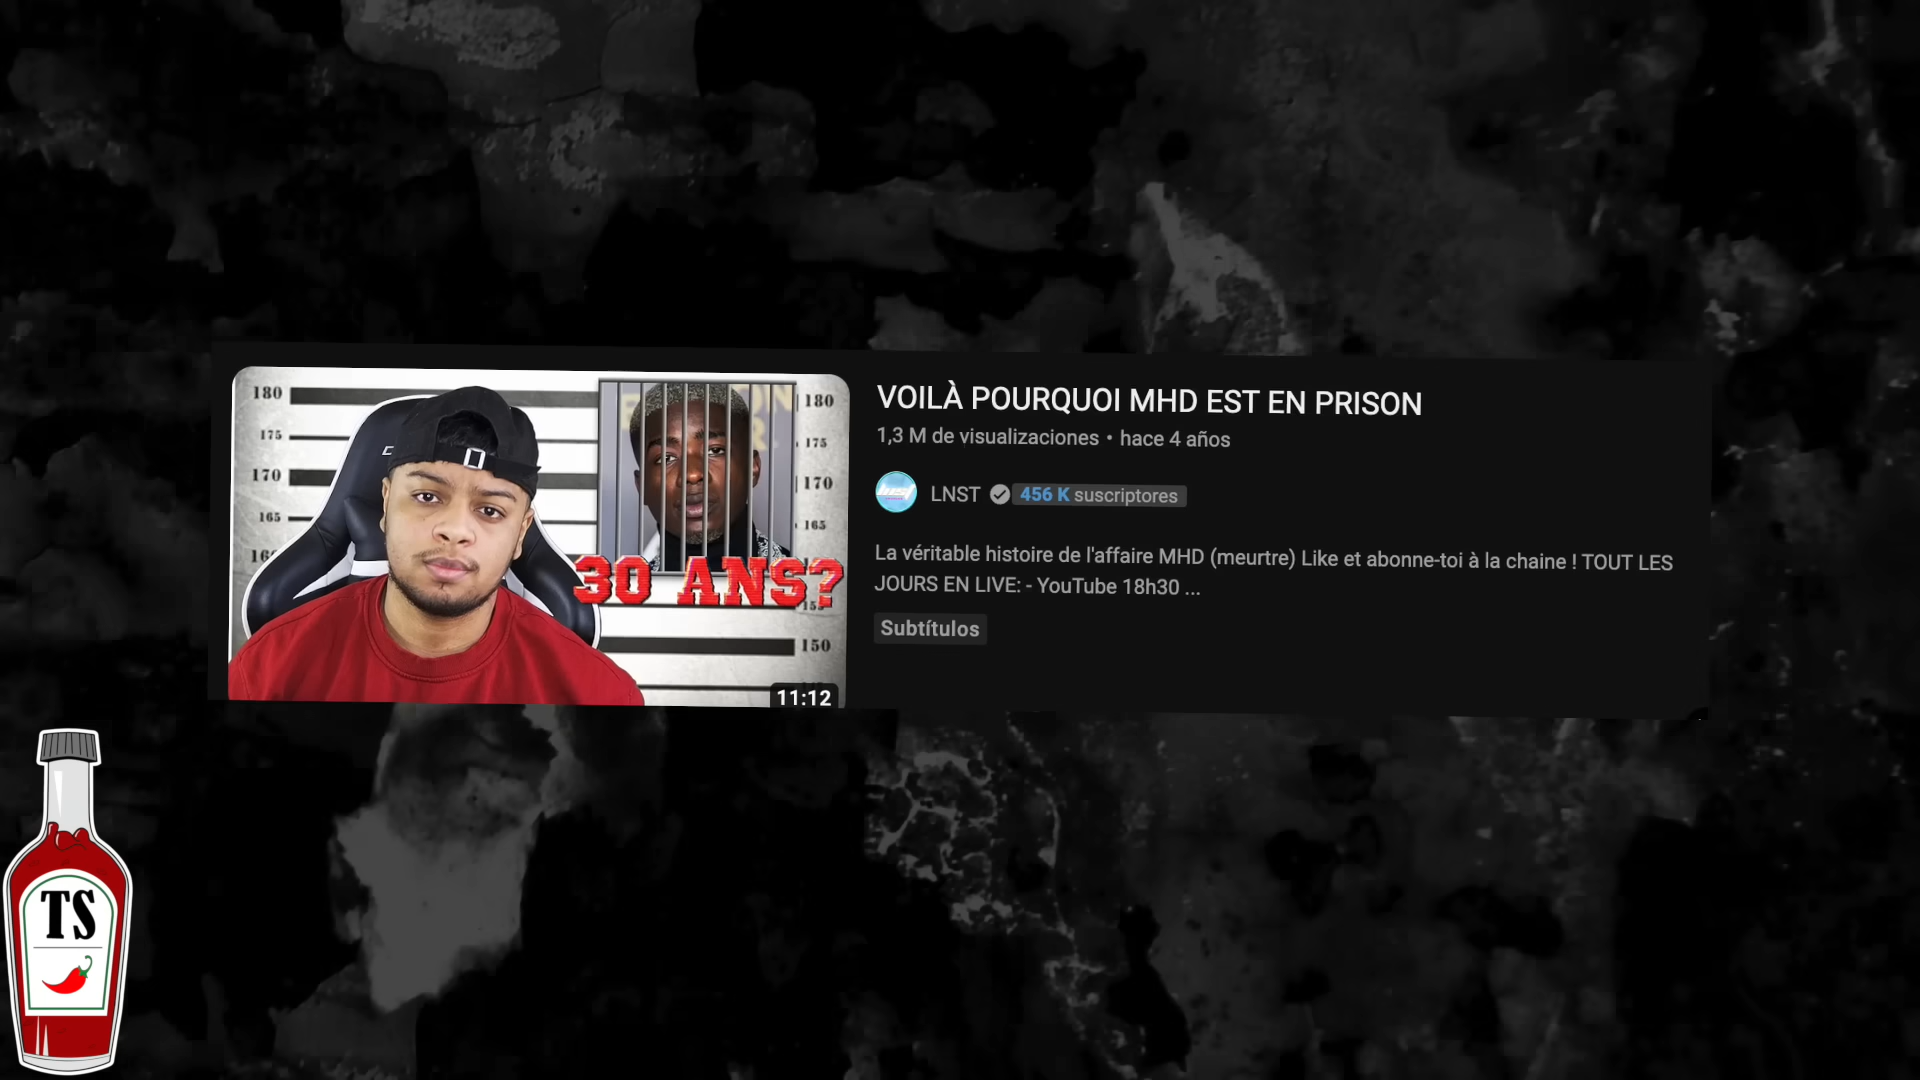 180
175
170
165
150
180
175
170
165
30 ANS?
150
11:12
VOILÀ POURQUOI MHD EST EN PRISON
1,3 M de visualizaciones • hace 4 años
LNST 456 K suscriptores
La véritable histoire de l'affaire MHD (meurtre) Like et abonne-toi à la chaine ! TOUT LES
JOURS EN LIVE: - YouTube 18h30 ...
Subtítulos
TS